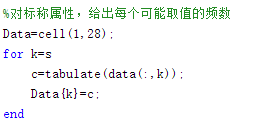 %对标称属性，给出每个可能取值的频数
Data=cell(1,28);
for k=s
    c=tabulate(data(:,k));
    Data{k}=c;
end